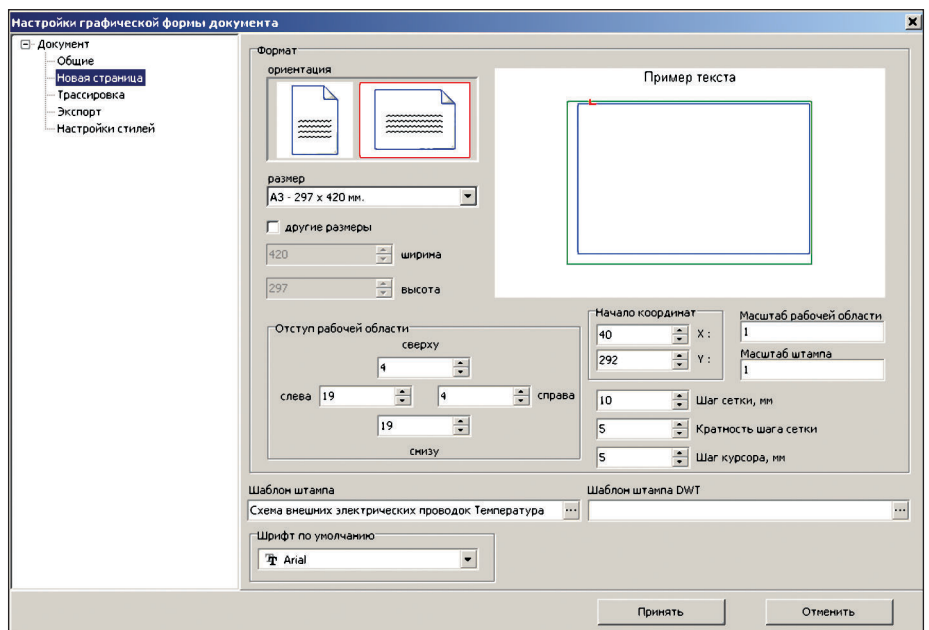 Настройки графической формы документа
Документ
Общие
Новая страница
Трассировка
Экспорт
Настройки стилей
Формат
ориентация
Пример текста
размер
А3 - 297 x 420 мм.
другие размеры
420 ширина
297 высота
Отступ рабочей области
сверху
4
слева 19 4 справа
19
снизу
Начало координат
40 X :
292 Y :
Масштаб рабочей области
1
Масштаб штампа
1
10 Шаг сетки, мм
5 Кратность шага сетки
5 Шаг курсора, мм
Шаблон штампа
Схема внешних электрических проводок Температура ...
Шаблон штампа DWT
...
Шрифт по умолчанию
Arial
Принять
Отменить